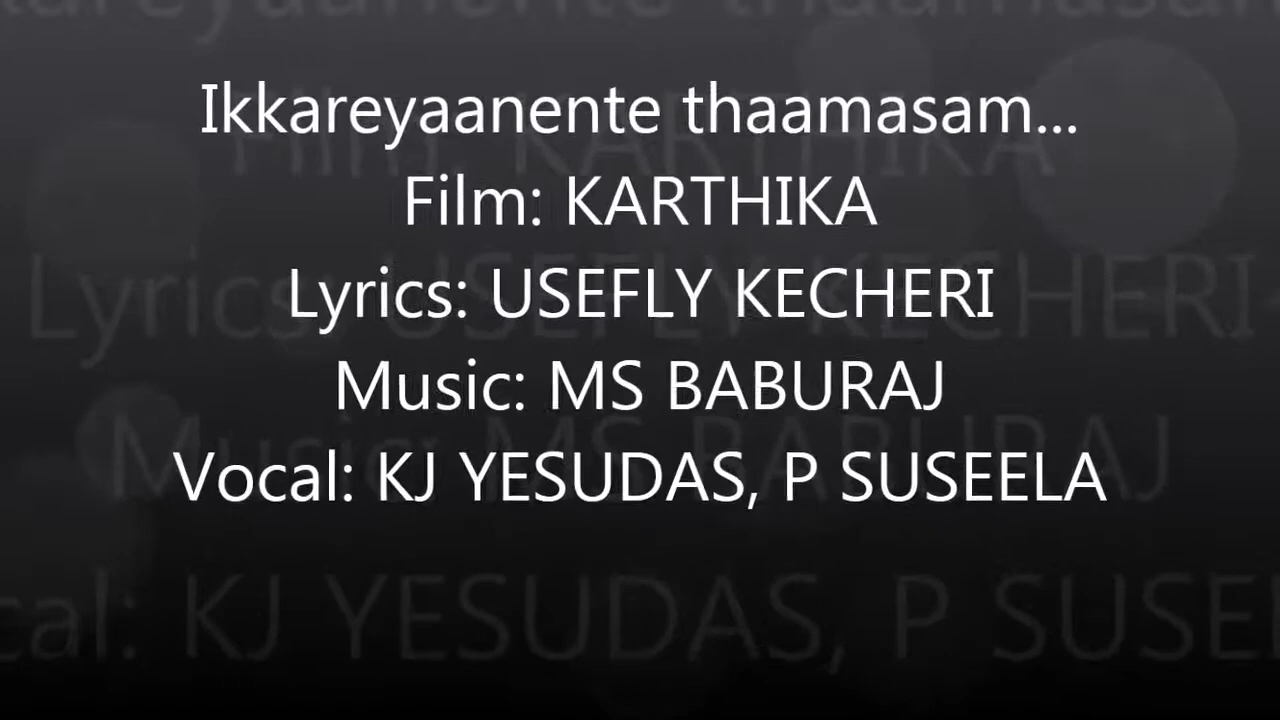 Ikkareyaanente thaamasam...
Film: KARTHIKA
Lyrics: USEFLY KECHERI
Music: MS BABURAJ
Vocal: KJ YESUDAS, P SUSEELA